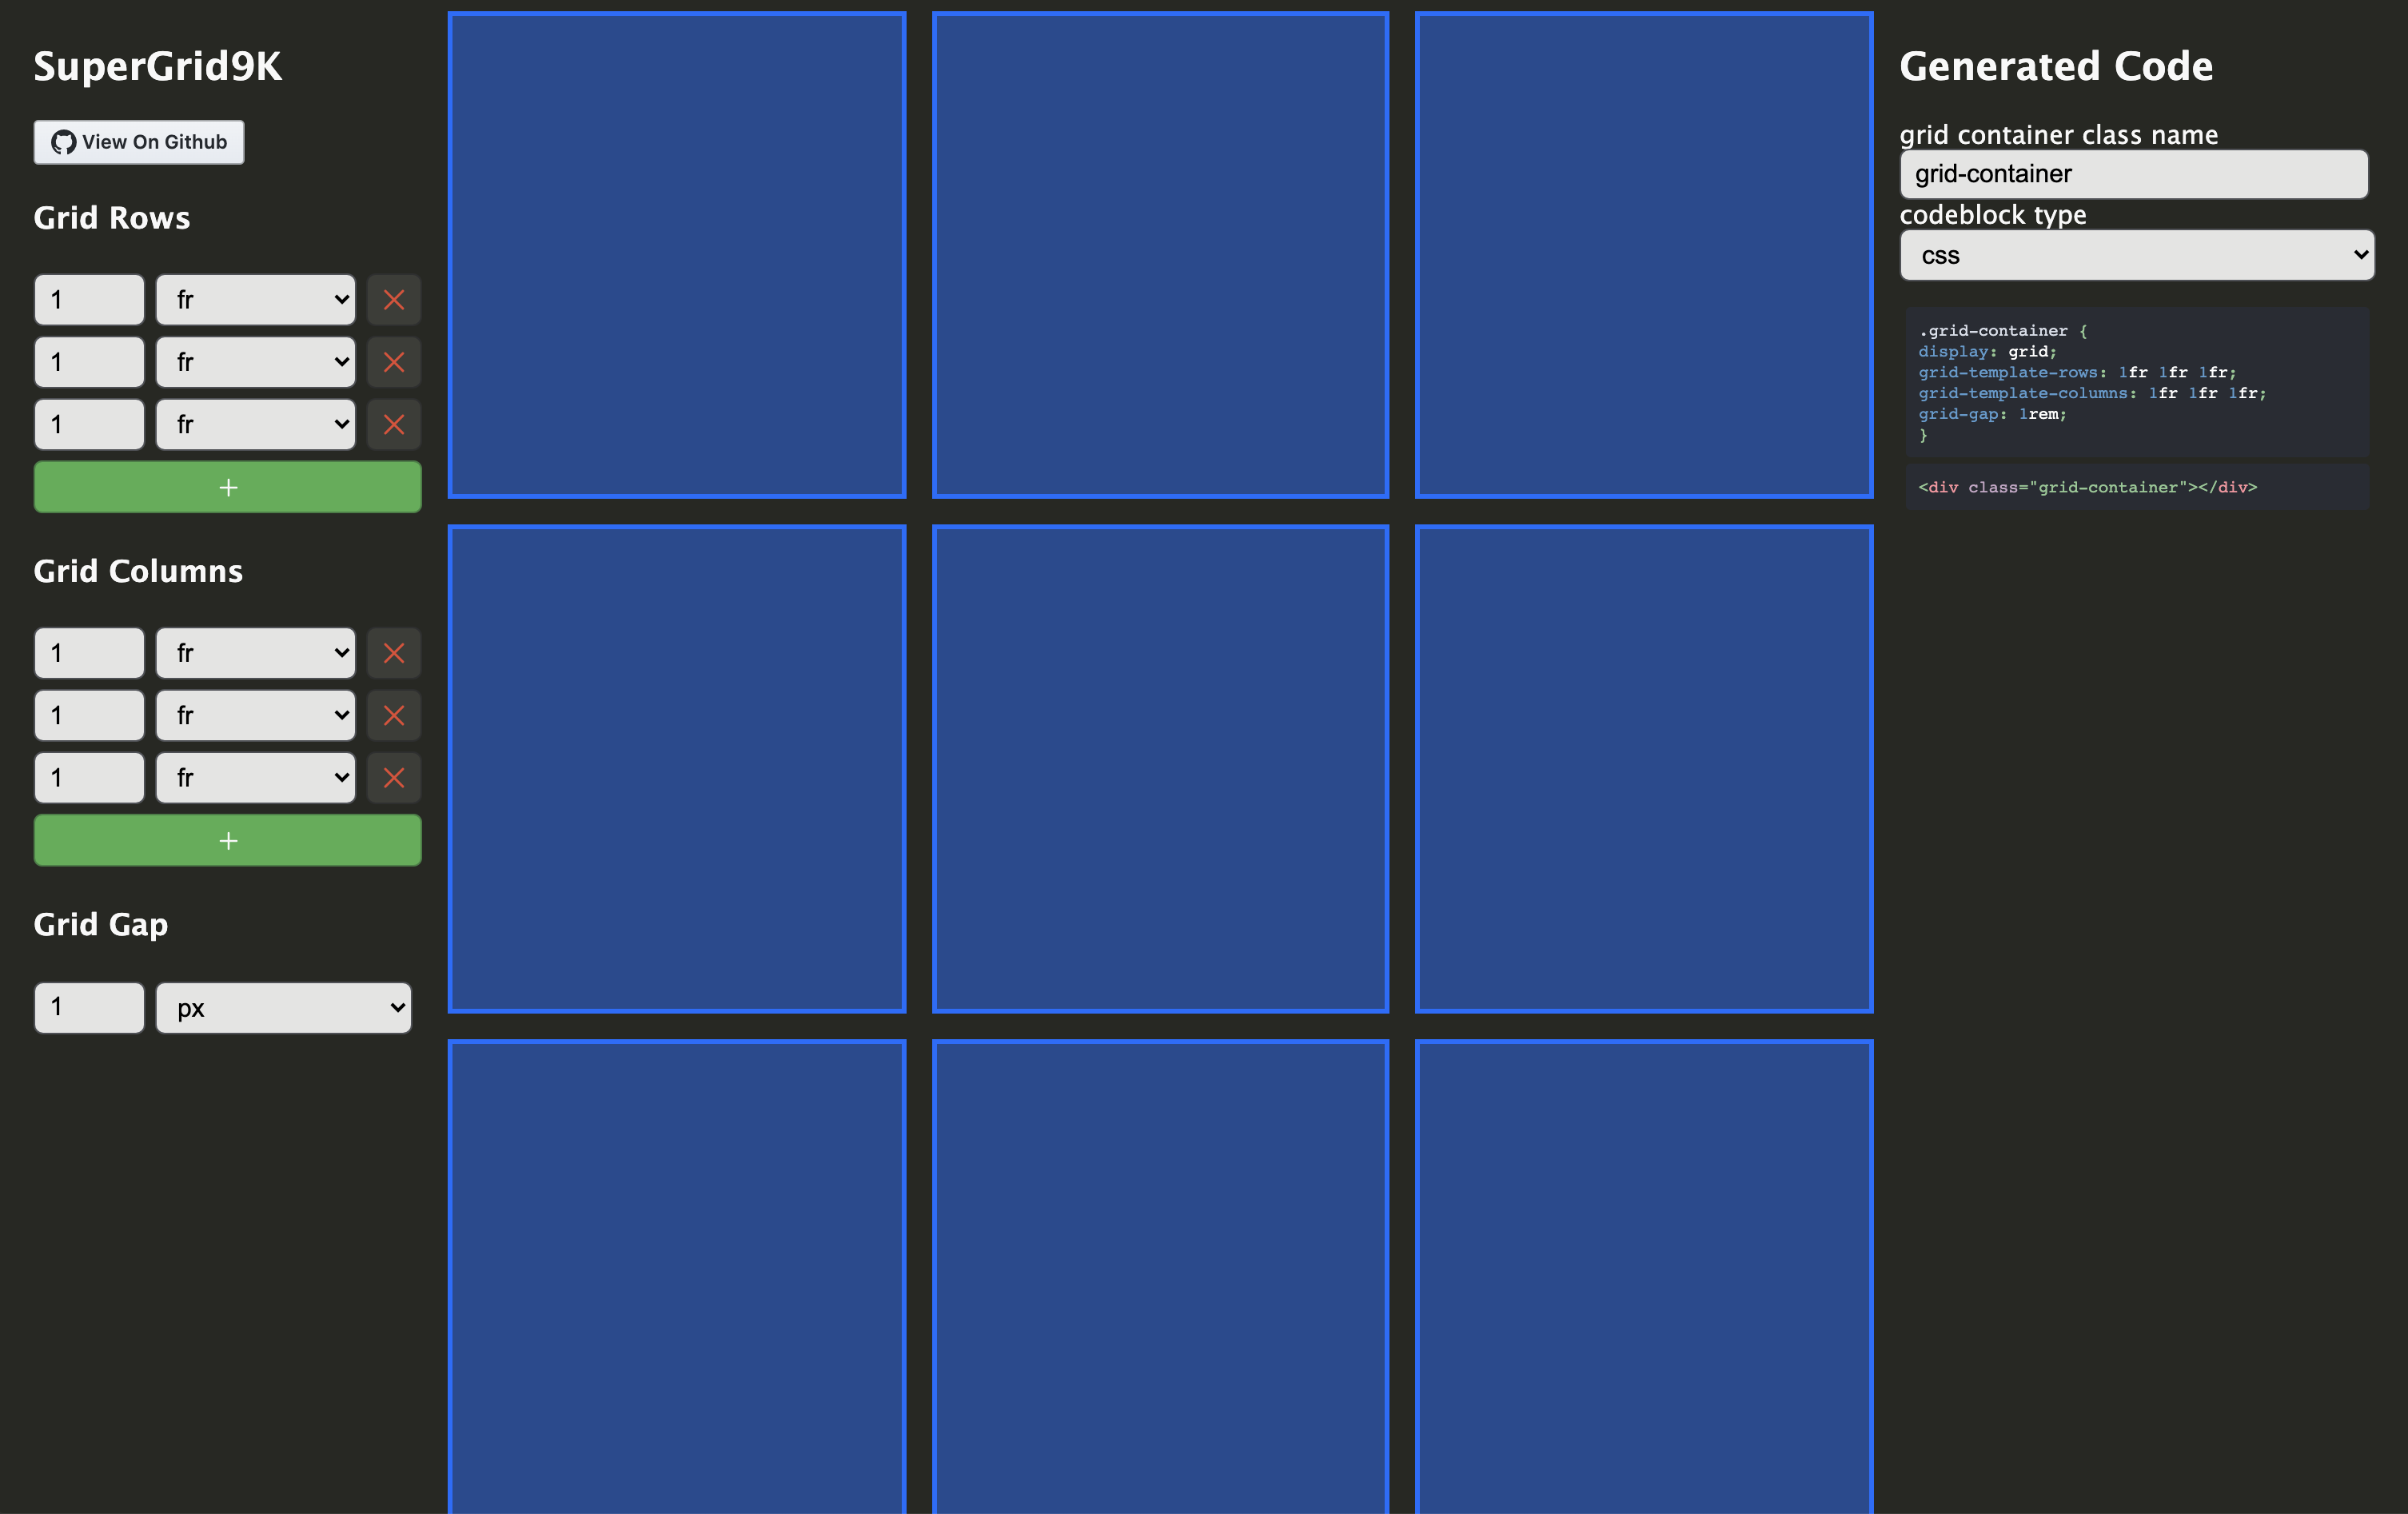 SuperGrid9K
View On Github
Grid Rows
1 fr
1 fr
1 fr
+
Grid Columns
1 fr
1 fr
1 fr
+
Grid Gap
1 px
Generated Code
grid container class name
grid-container
codeblock type
css
.grid-container {
display: grid;
grid-template-rows: 1fr 1fr 1fr;
grid-template-columns: 1fr 1fr 1fr;
grid-gap: 1rem;
}
<div class="grid-container"></div>